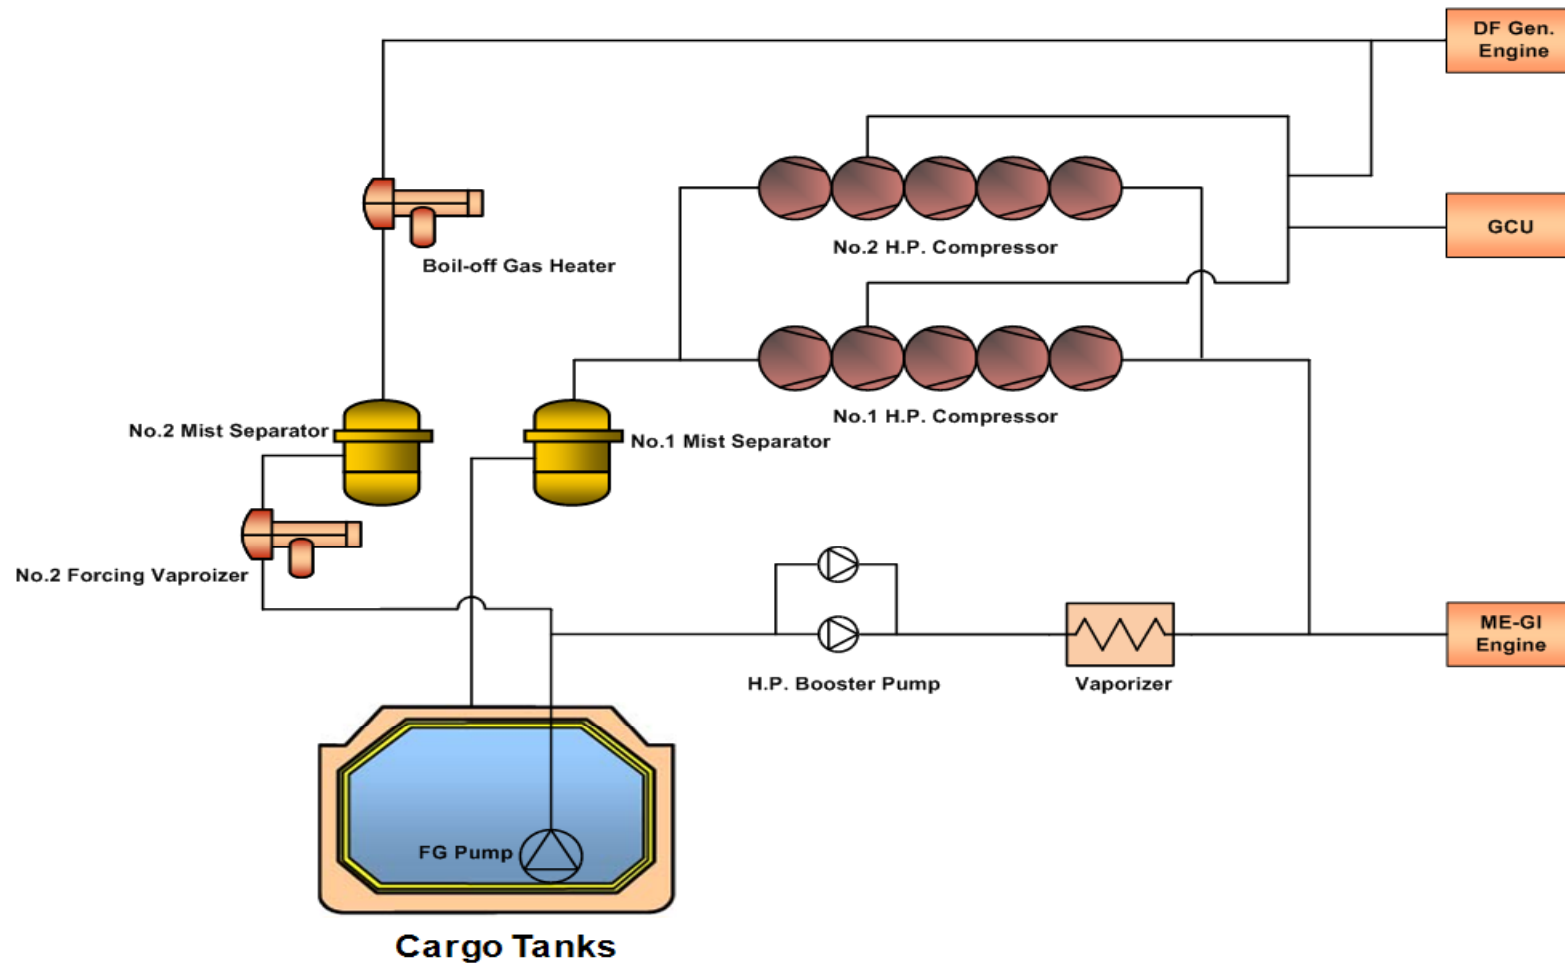 DF Gen.
Engine
No.2 H.P. Compressor
GCU
Boil-off Gas Heater
No.1 H.P. Compressor
No.2 Mist Separator
No.1 Mist Separator
No.2 Forcing Vaproizer
H.P. Booster Pump
Vaporizer
ME-GI
Engine
FG Pump
Cargo Tanks